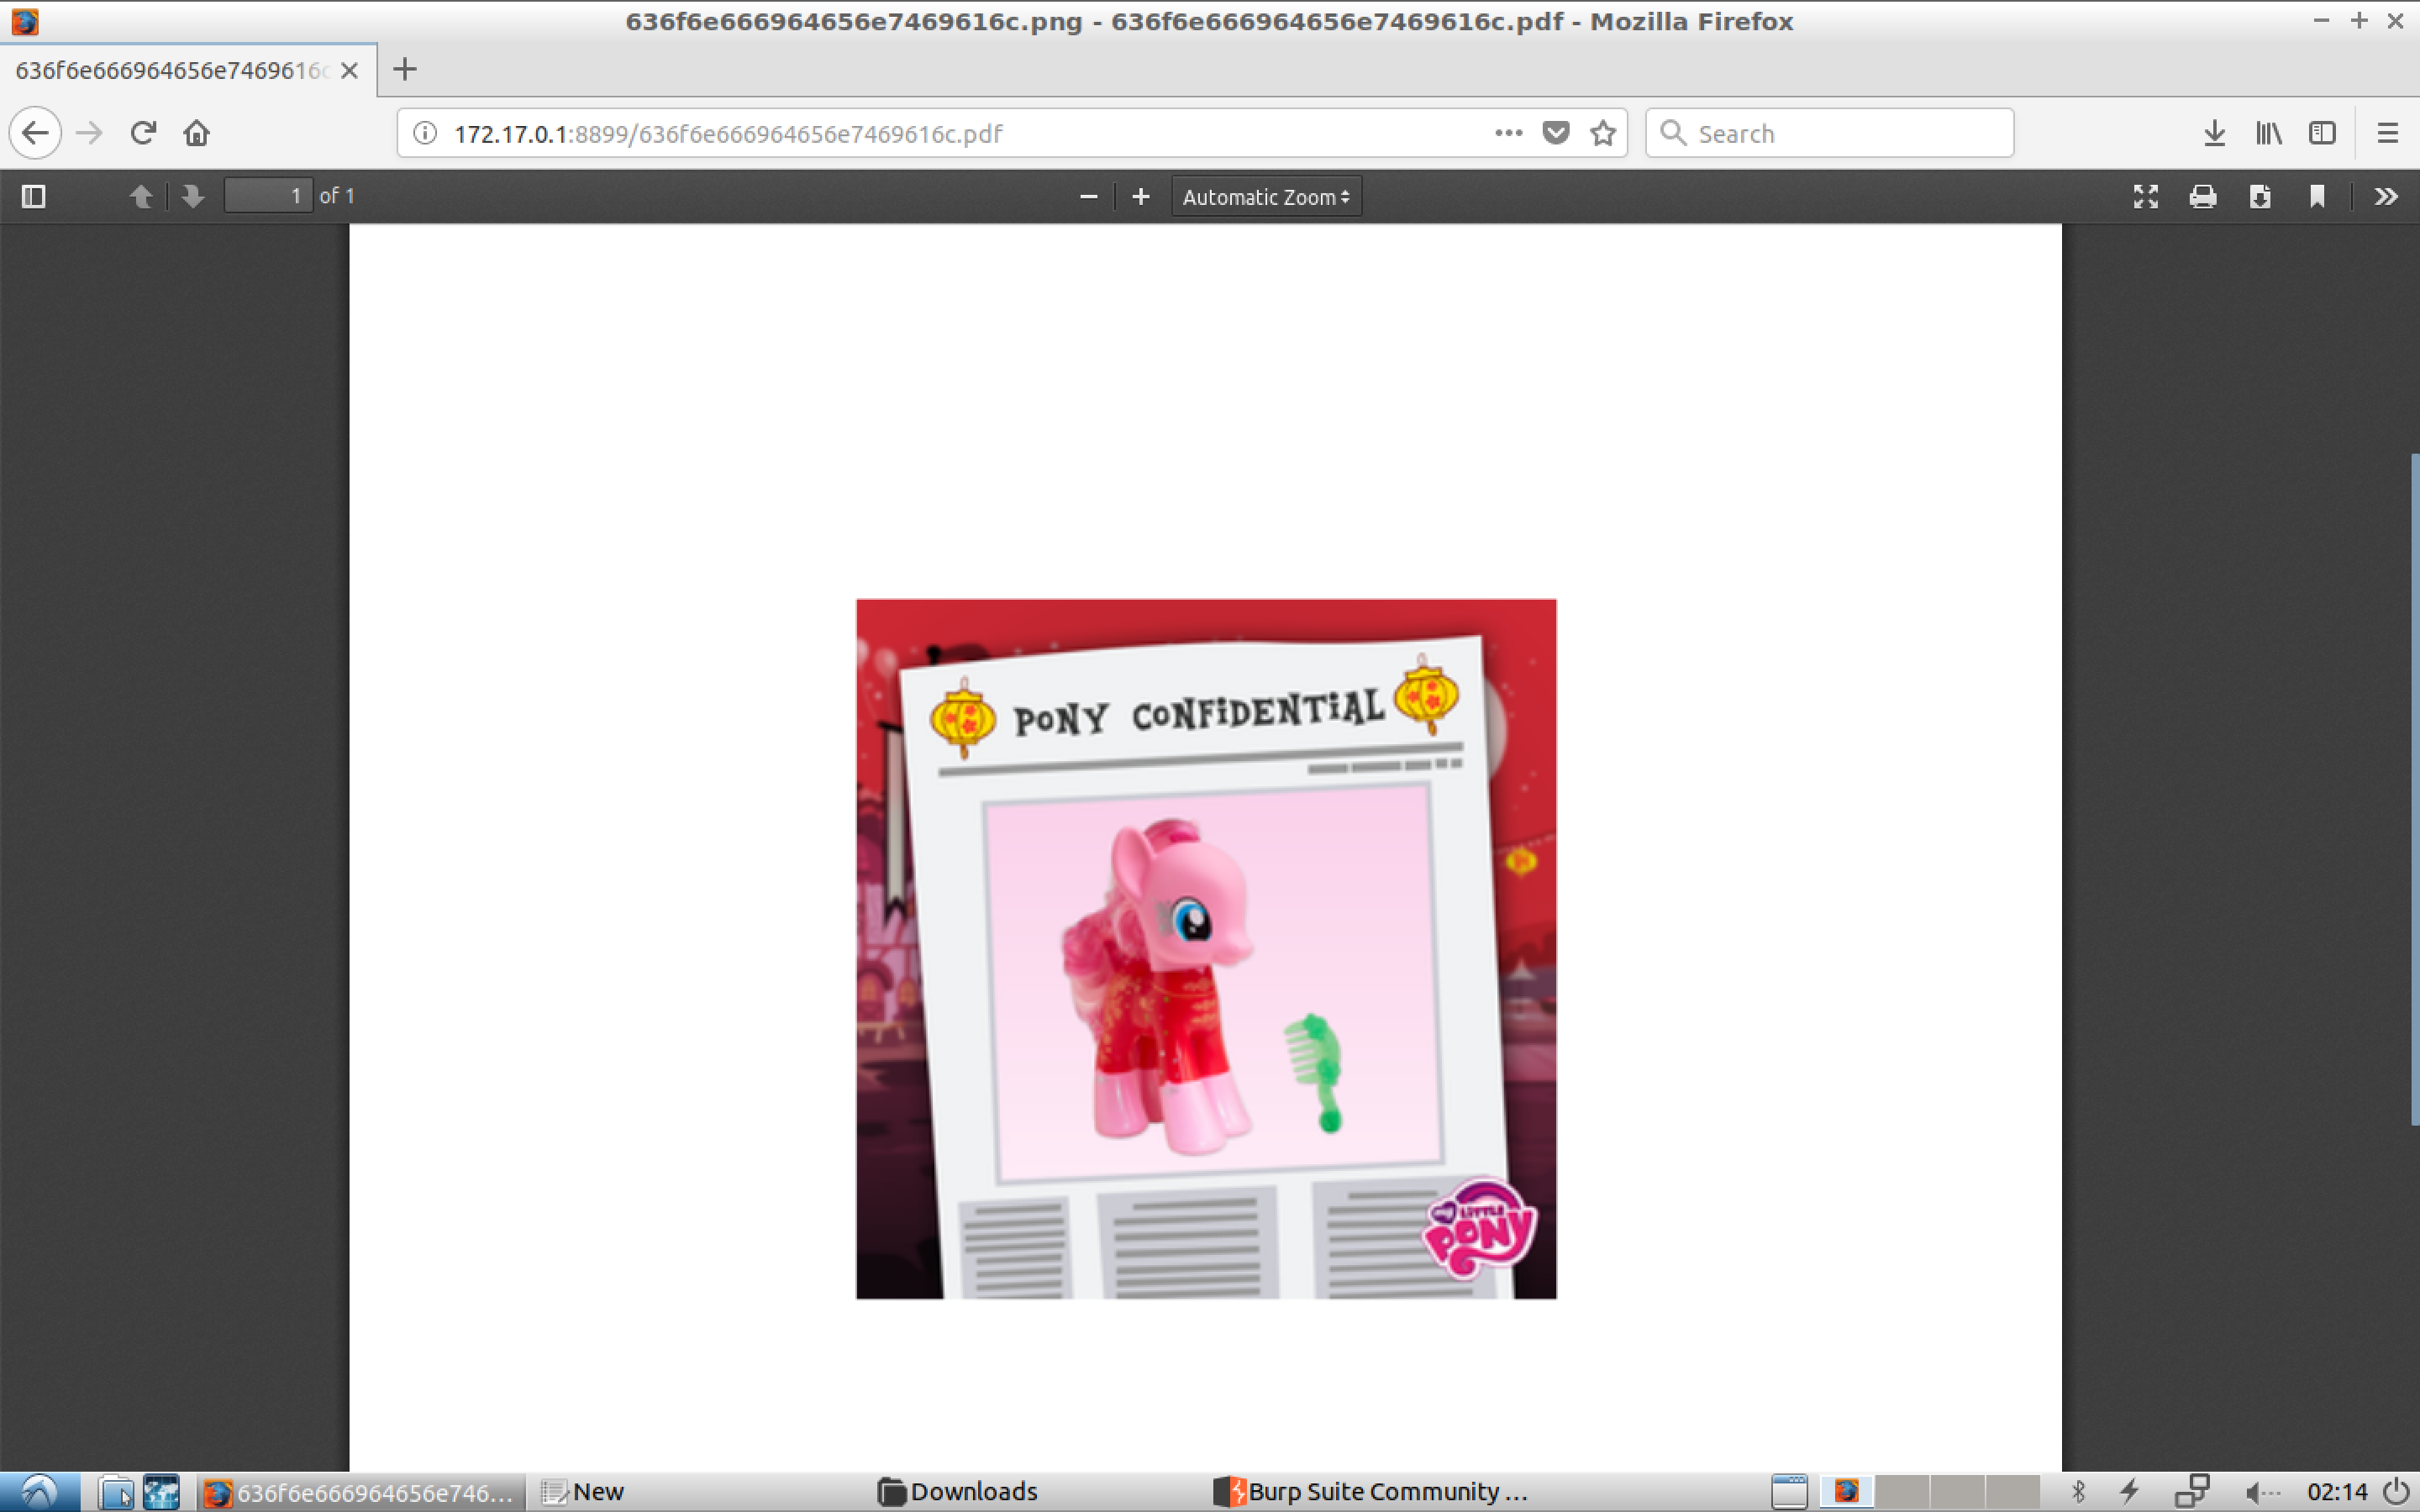 636f6e666964656e7469616c.png - 636f6e666964656e7469616c.pdf - Mozilla Firefox
636f6e666964656e7469616c
172.17.0.1:8899/636f6e666964656e7469616c.pdf
Search
1 of 1
Automatic Zoom
PONY CONFiDENTiAL
MY LITTLE PONY
636f6e666964656e746...
New
Downloads
Burp Suite Community ...
02:14